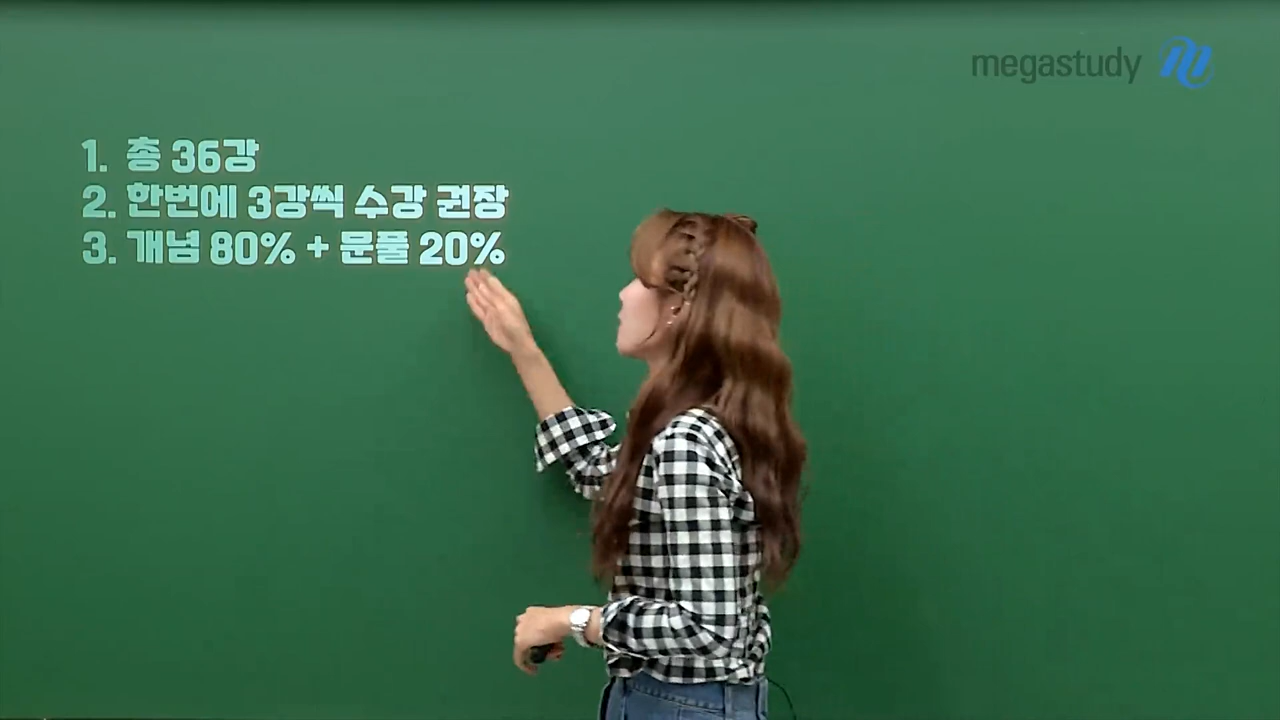 megastudy
1. 총 36강
2. 한번에 3강씩 수강 권장
3. 개념 80% + 문풀 20%